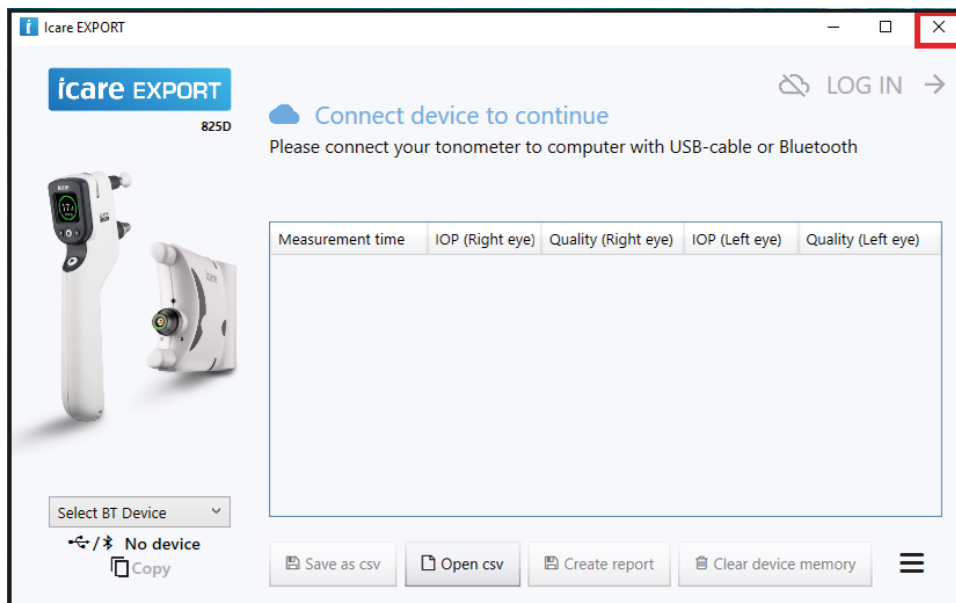 Icare EXPORT
icare EXPORT
825D
LOG IN
Connect device to continue
Please connect your tonometer to computer with USB-cable or Bluetooth
Measurement time IOP (Right eye) Quality (Right eye) IOP (Left eye) Quality (Left eye)
Select BT Device
No device
Copy
Save as csv Open csv Create report Clear device memory